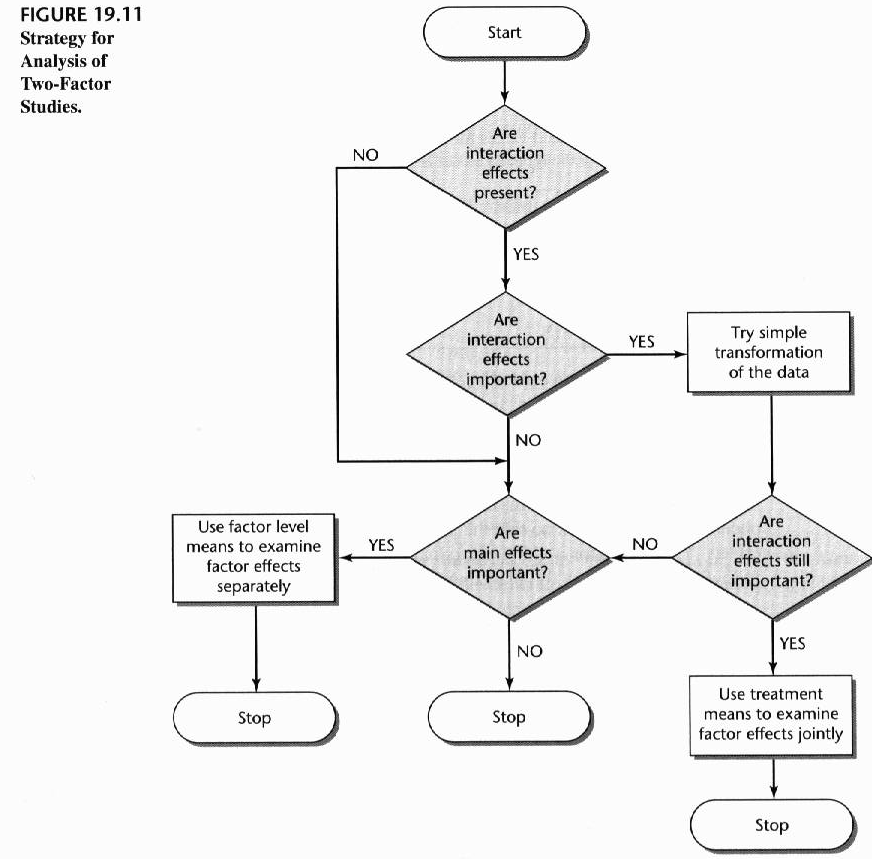 FIGURE 19.11
Strategy for
Analysis of
Two-Factor
Studies.
Start
Are
interaction
effects
present?
NO
YES
Are
interaction
effects
important?
YES
Try simple
transformation
of the data
NO
Are
main effects
important?
YES
Use factor level
means to examine
factor effects
separately
Stop
NO
Stop
Are
interaction
effects still
important?
NO
YES
Use treatment
means to examine
factor effects jointly
Stop